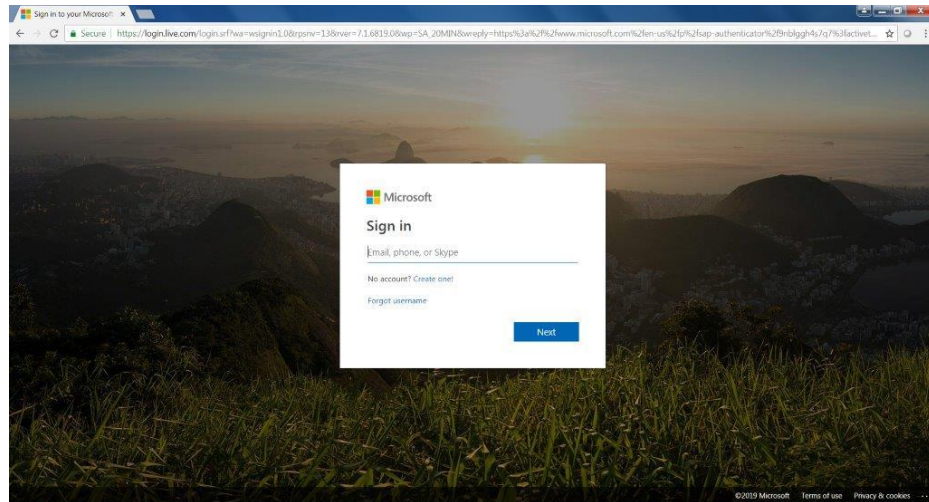 Sign in to your Microsoft
Secure https://login.live.com/login.srf?wa=wsignin1.0&rpsnv=13&rver=7.1.6819.0&wp=SA_20MIN&wreply=https%3a%2f%2fwww.microsoft.com%2fen-us%2fp%2fsap-authenticator%2f9nblggh4s7q7%3factivet...
Microsoft
Sign in
Email, phone, or Skype
No account? Create one!
Forgot username
Next
©2019 Microsoft Terms of use Privacy & cookies ...